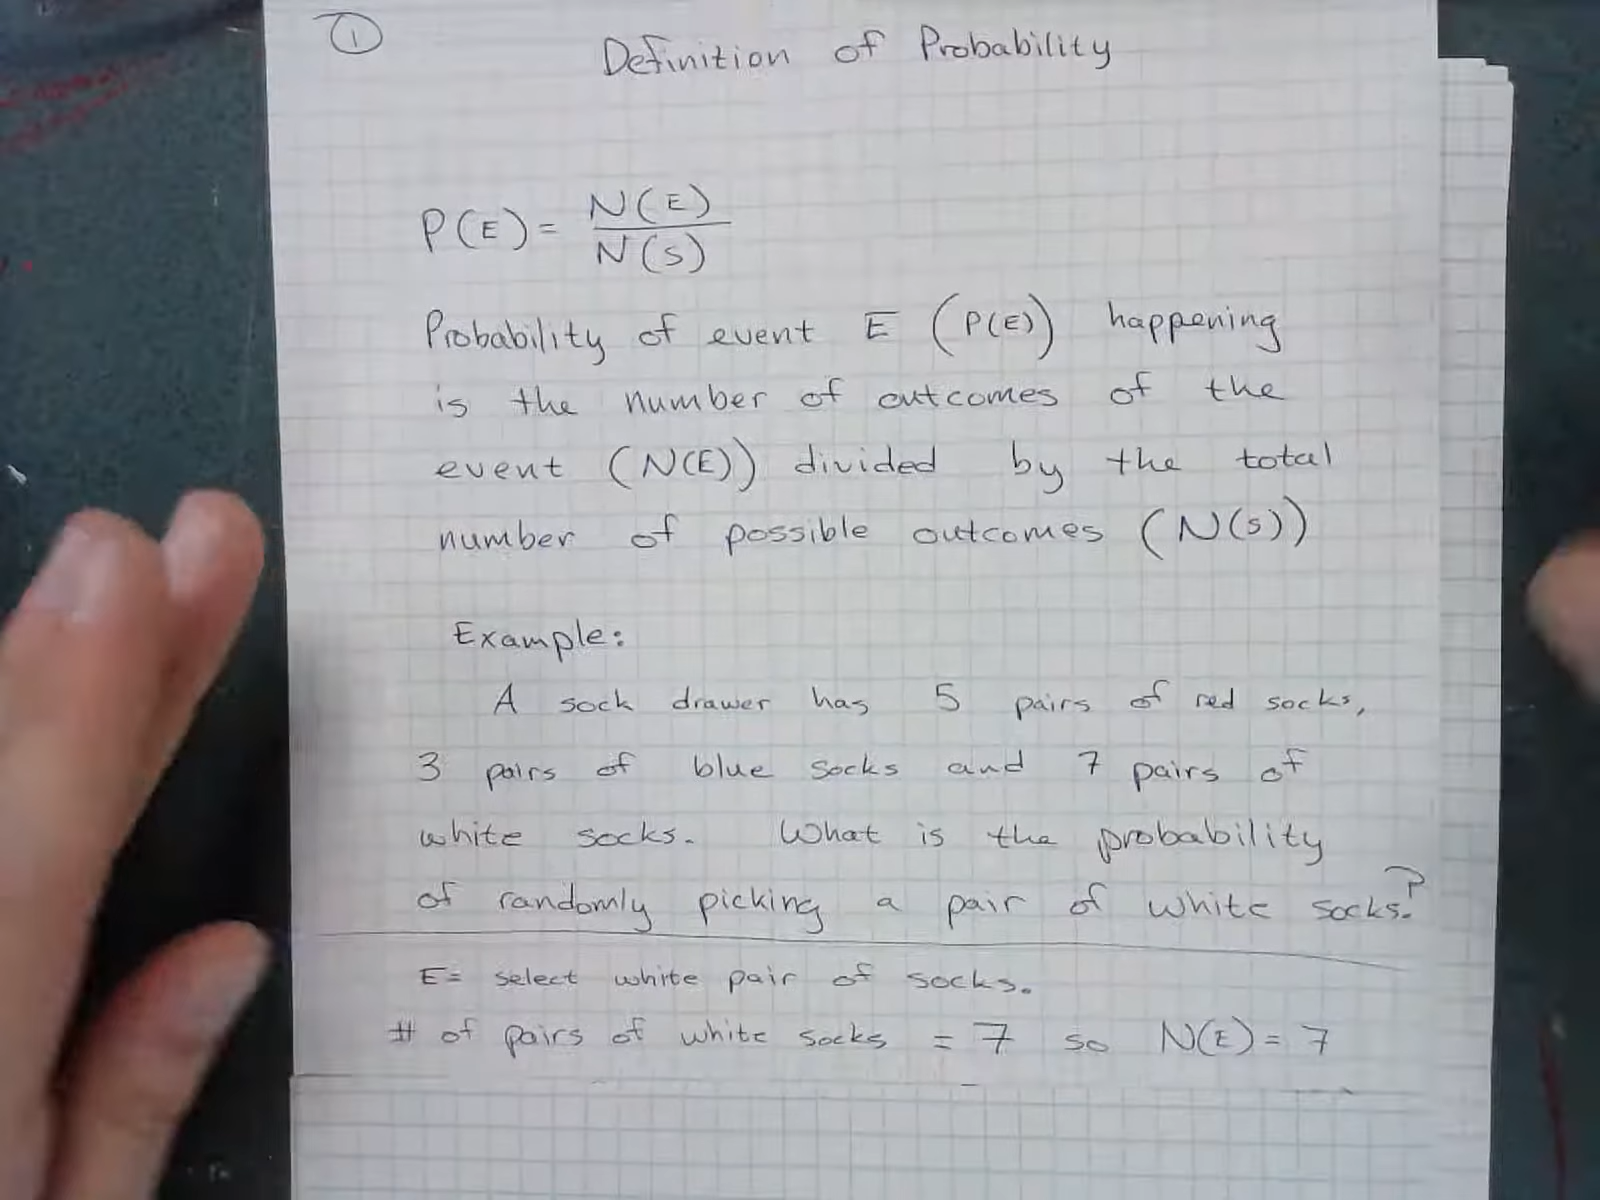 1
Definition of Probability
P(E) = N(E)/N(S)
Probability of event E (P(E)) happening
is the number of outcomes of the
event (N(E)) divided by the total
number of possible outcomes (N(S))
Example:
A sock drawer has 5 pairs of red socks,
3 pairs of blue socks and 7 pairs of
white socks. What is the probability
of randomly picking a pair of white socks?
E = select white pair of socks.
# of pairs of white socks = 7 so N(E) = 7